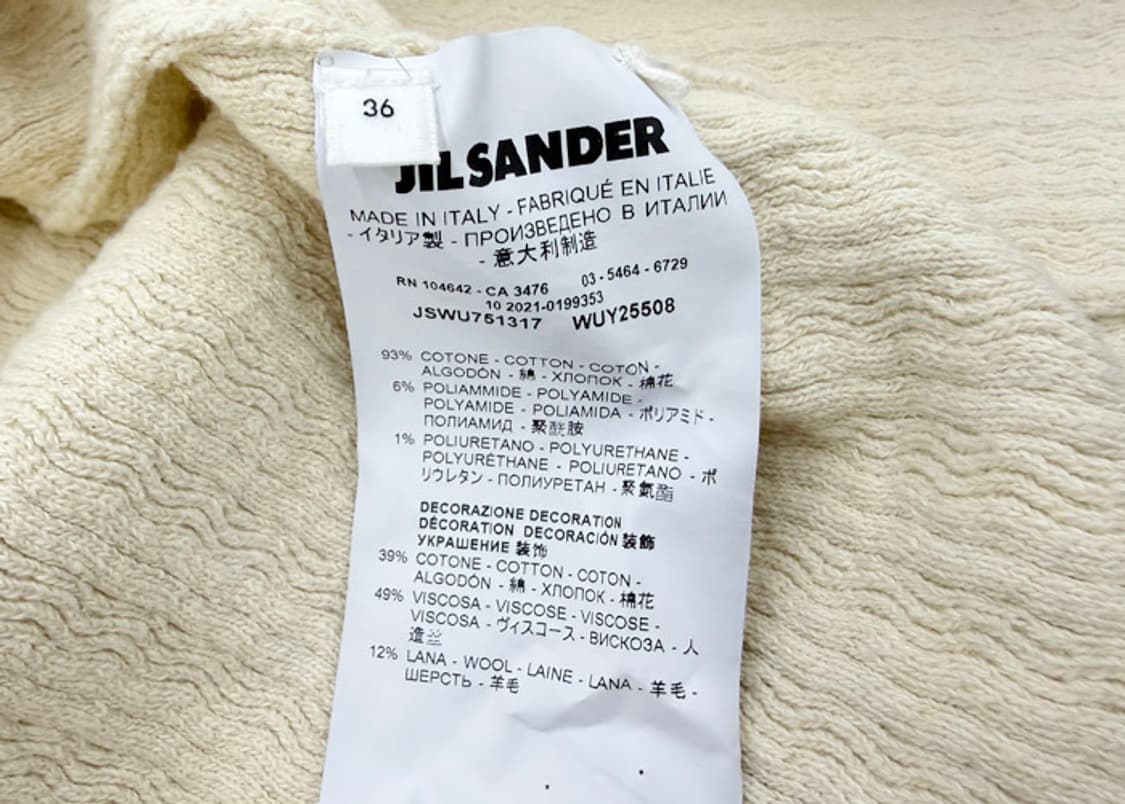 36
JIL SANDER
MADE IN ITALY - FABRIQUÉ EN ITALIE
- イタリア製 - ПРОИЗВЕДЕНО В ИТАЛИИ
- 意大利制造
RN 104642 - CA 3476 03 - 5464 - 6729
10 2021-0199353
JSWU751317 WUY25508
93% COTONE - COTTON - COTON -
ALGODÓN - 綿 - ХЛОПОК - 棉花
6% POLIAMMIDE - POLYAMIDE -
POLYAMIDE - POLIAMIDA - ポリアミド -
ПОЛИАМИД - 聚酰胺
1% POLIURETANO - POLYURETHANE -
POLYURÉTHANE - POLIURETANO - ポ
リウレタン - ПОЛИУРЕТАН - 聚氨酯
DECORAZIONE DECORATION
DÉCORATION DECORACIÓN 装飾
УКРАШЕНИЕ 装饰
39% COTONE - COTTON - COTON -
ALGODÓN - 綿 - ХЛОПОК - 棉花
49% VISCOSA - VISCOSE - VISCOSE -
VISCOSA - ヴィスコース - ВИСКОЗА - 人
造丝
12% LANA - WOOL - LAINE - LANA - 羊毛 -
ШЕРСТЬ - 羊毛